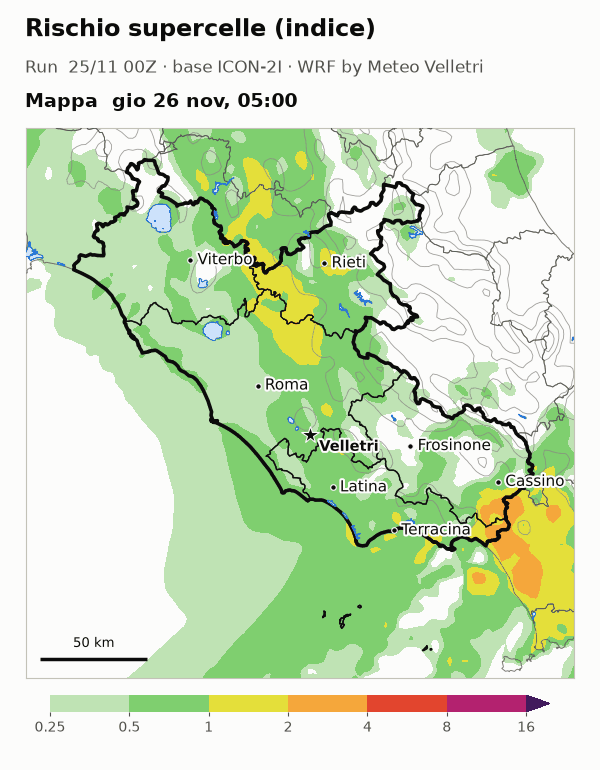 Rischio supercelle (indice)
Run  25/11 00Z · base ICON-2I · WRF by Meteo Velletri
Mappa  gio 26 nov, 05:00
Viterbo
Rieti
Roma
Velletri
Frosinone
Cassino
Latina
Terracina
50 km
0.25 0.5 1 2 4 8 16